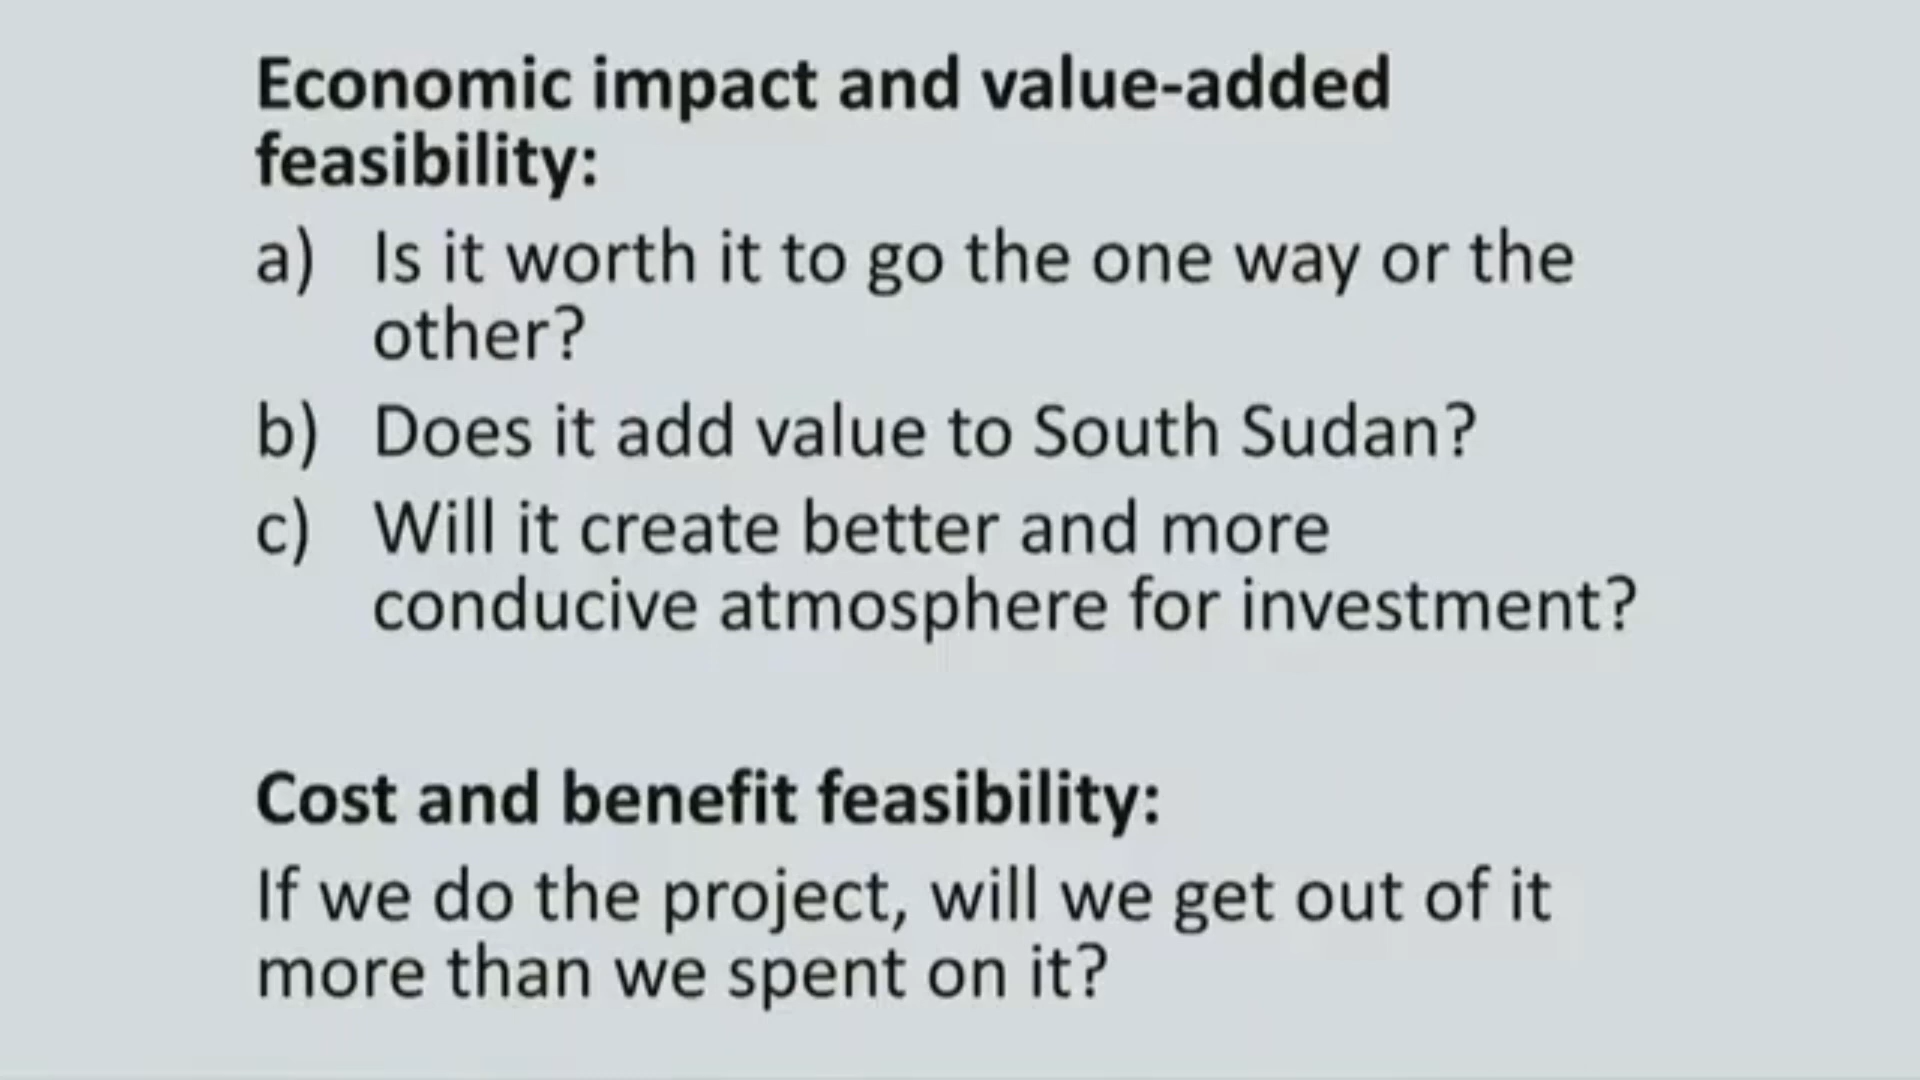 Economic impact and value-added
feasibility:
a) Is it worth it to go the one way or the
other?
b) Does it add value to South Sudan?
c) Will it create better and more
conducive atmosphere for investment?
Cost and benefit feasibility:
If we do the project, will we get out of it
more than we spent on it?